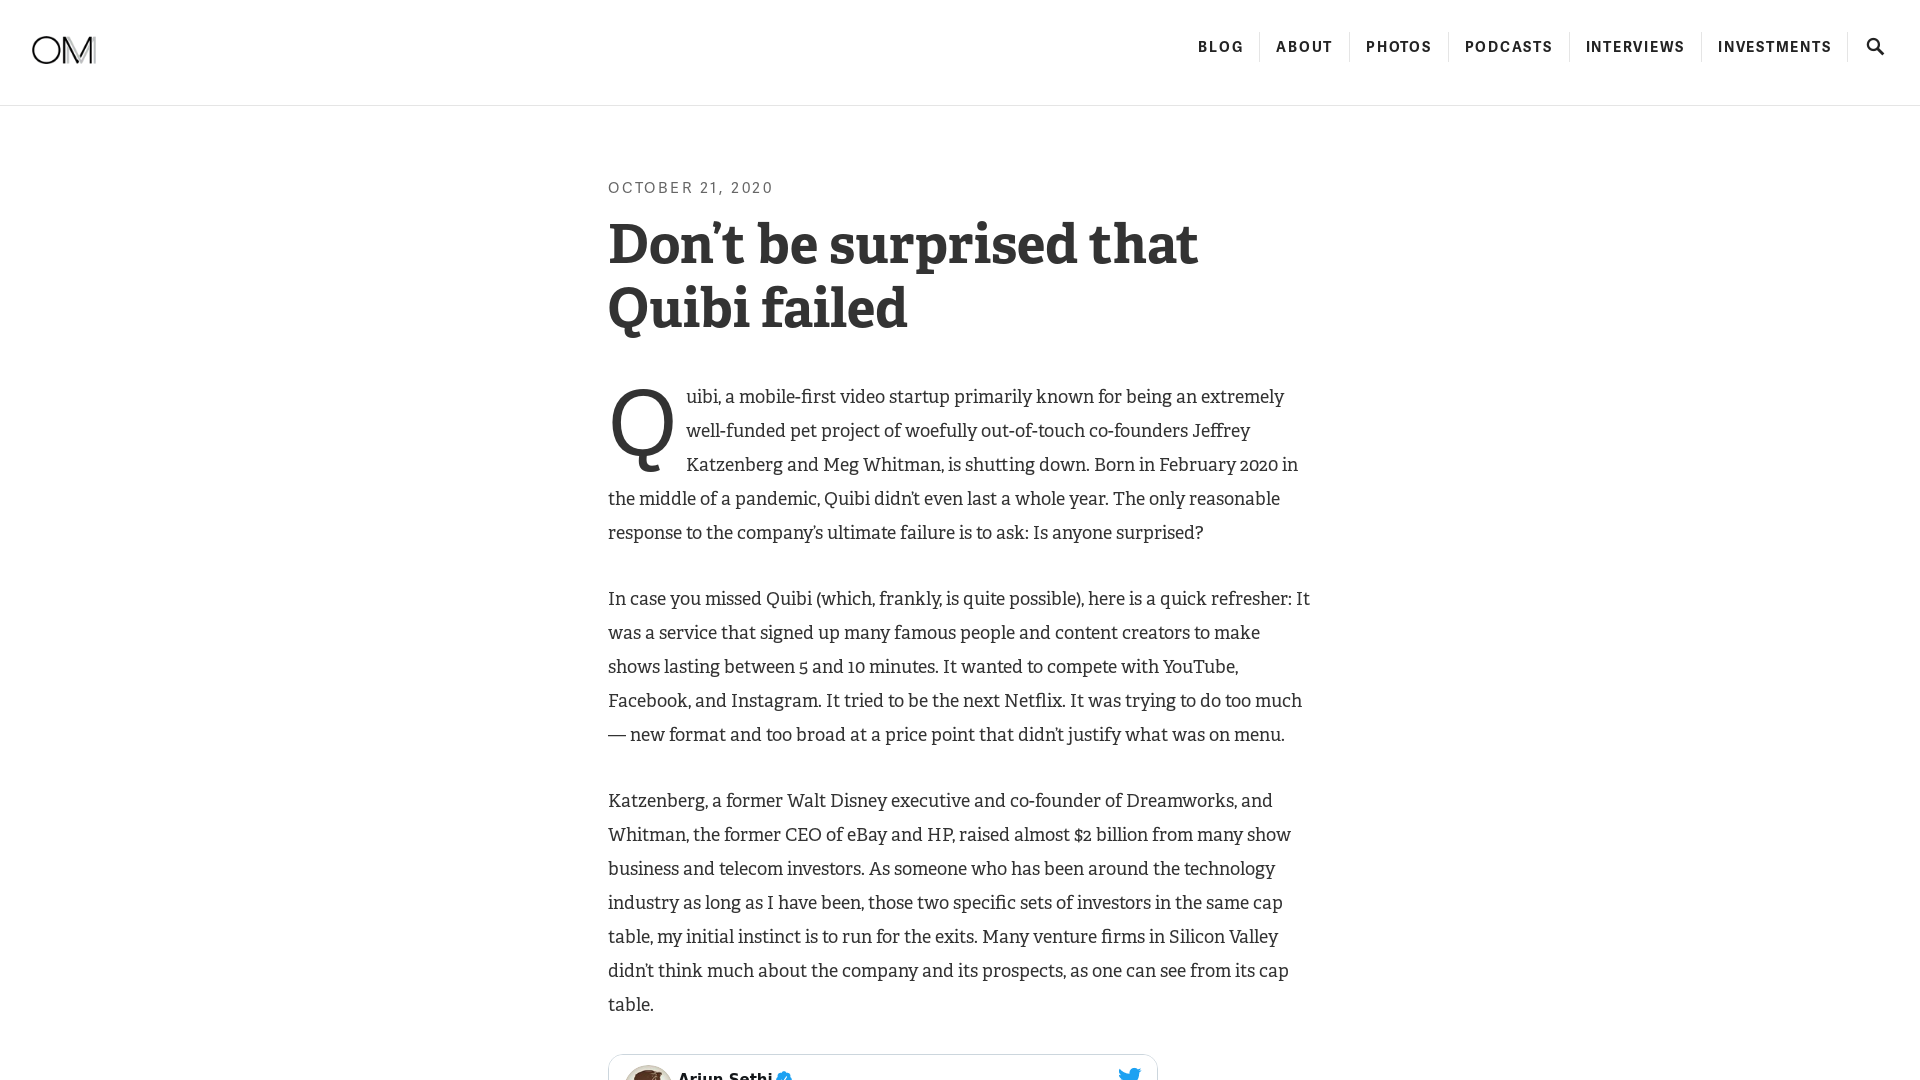 OM
BLOG
ABOUT
PHOTOS
PODCASTS
INTERVIEWS
INVESTMENTS
OCTOBER 21, 2020
Don’t be surprised that
Quibi failed
Quibi, a mobile-first video startup primarily known for being an extremely
well-funded pet project of woefully out-of-touch co-founders Jeffrey
Katzenberg and Meg Whitman, is shutting down. Born in February 2020 in
the middle of a pandemic, Quibi didn’t even last a whole year. The only reasonable
response to the company’s ultimate failure is to ask: Is anyone surprised?
In case you missed Quibi (which, frankly, is quite possible), here is a quick refresher: It
was a service that signed up many famous people and content creators to make
shows lasting between 5 and 10 minutes. It wanted to compete with YouTube,
Facebook, and Instagram. It tried to be the next Netflix. It was trying to do too much
— new format and too broad at a price point that didn’t justify what was on menu.
Katzenberg, a former Walt Disney executive and co-founder of Dreamworks, and
Whitman, the former CEO of eBay and HP, raised almost $2 billion from many show
business and telecom investors. As someone who has been around the technology
industry as long as I have been, those two specific sets of investors in the same cap
table, my initial instinct is to run for the exits. Many venture firms in Silicon Valley
didn’t think much about the company and its prospects, as one can see from its cap
table.
Arjun Sethi